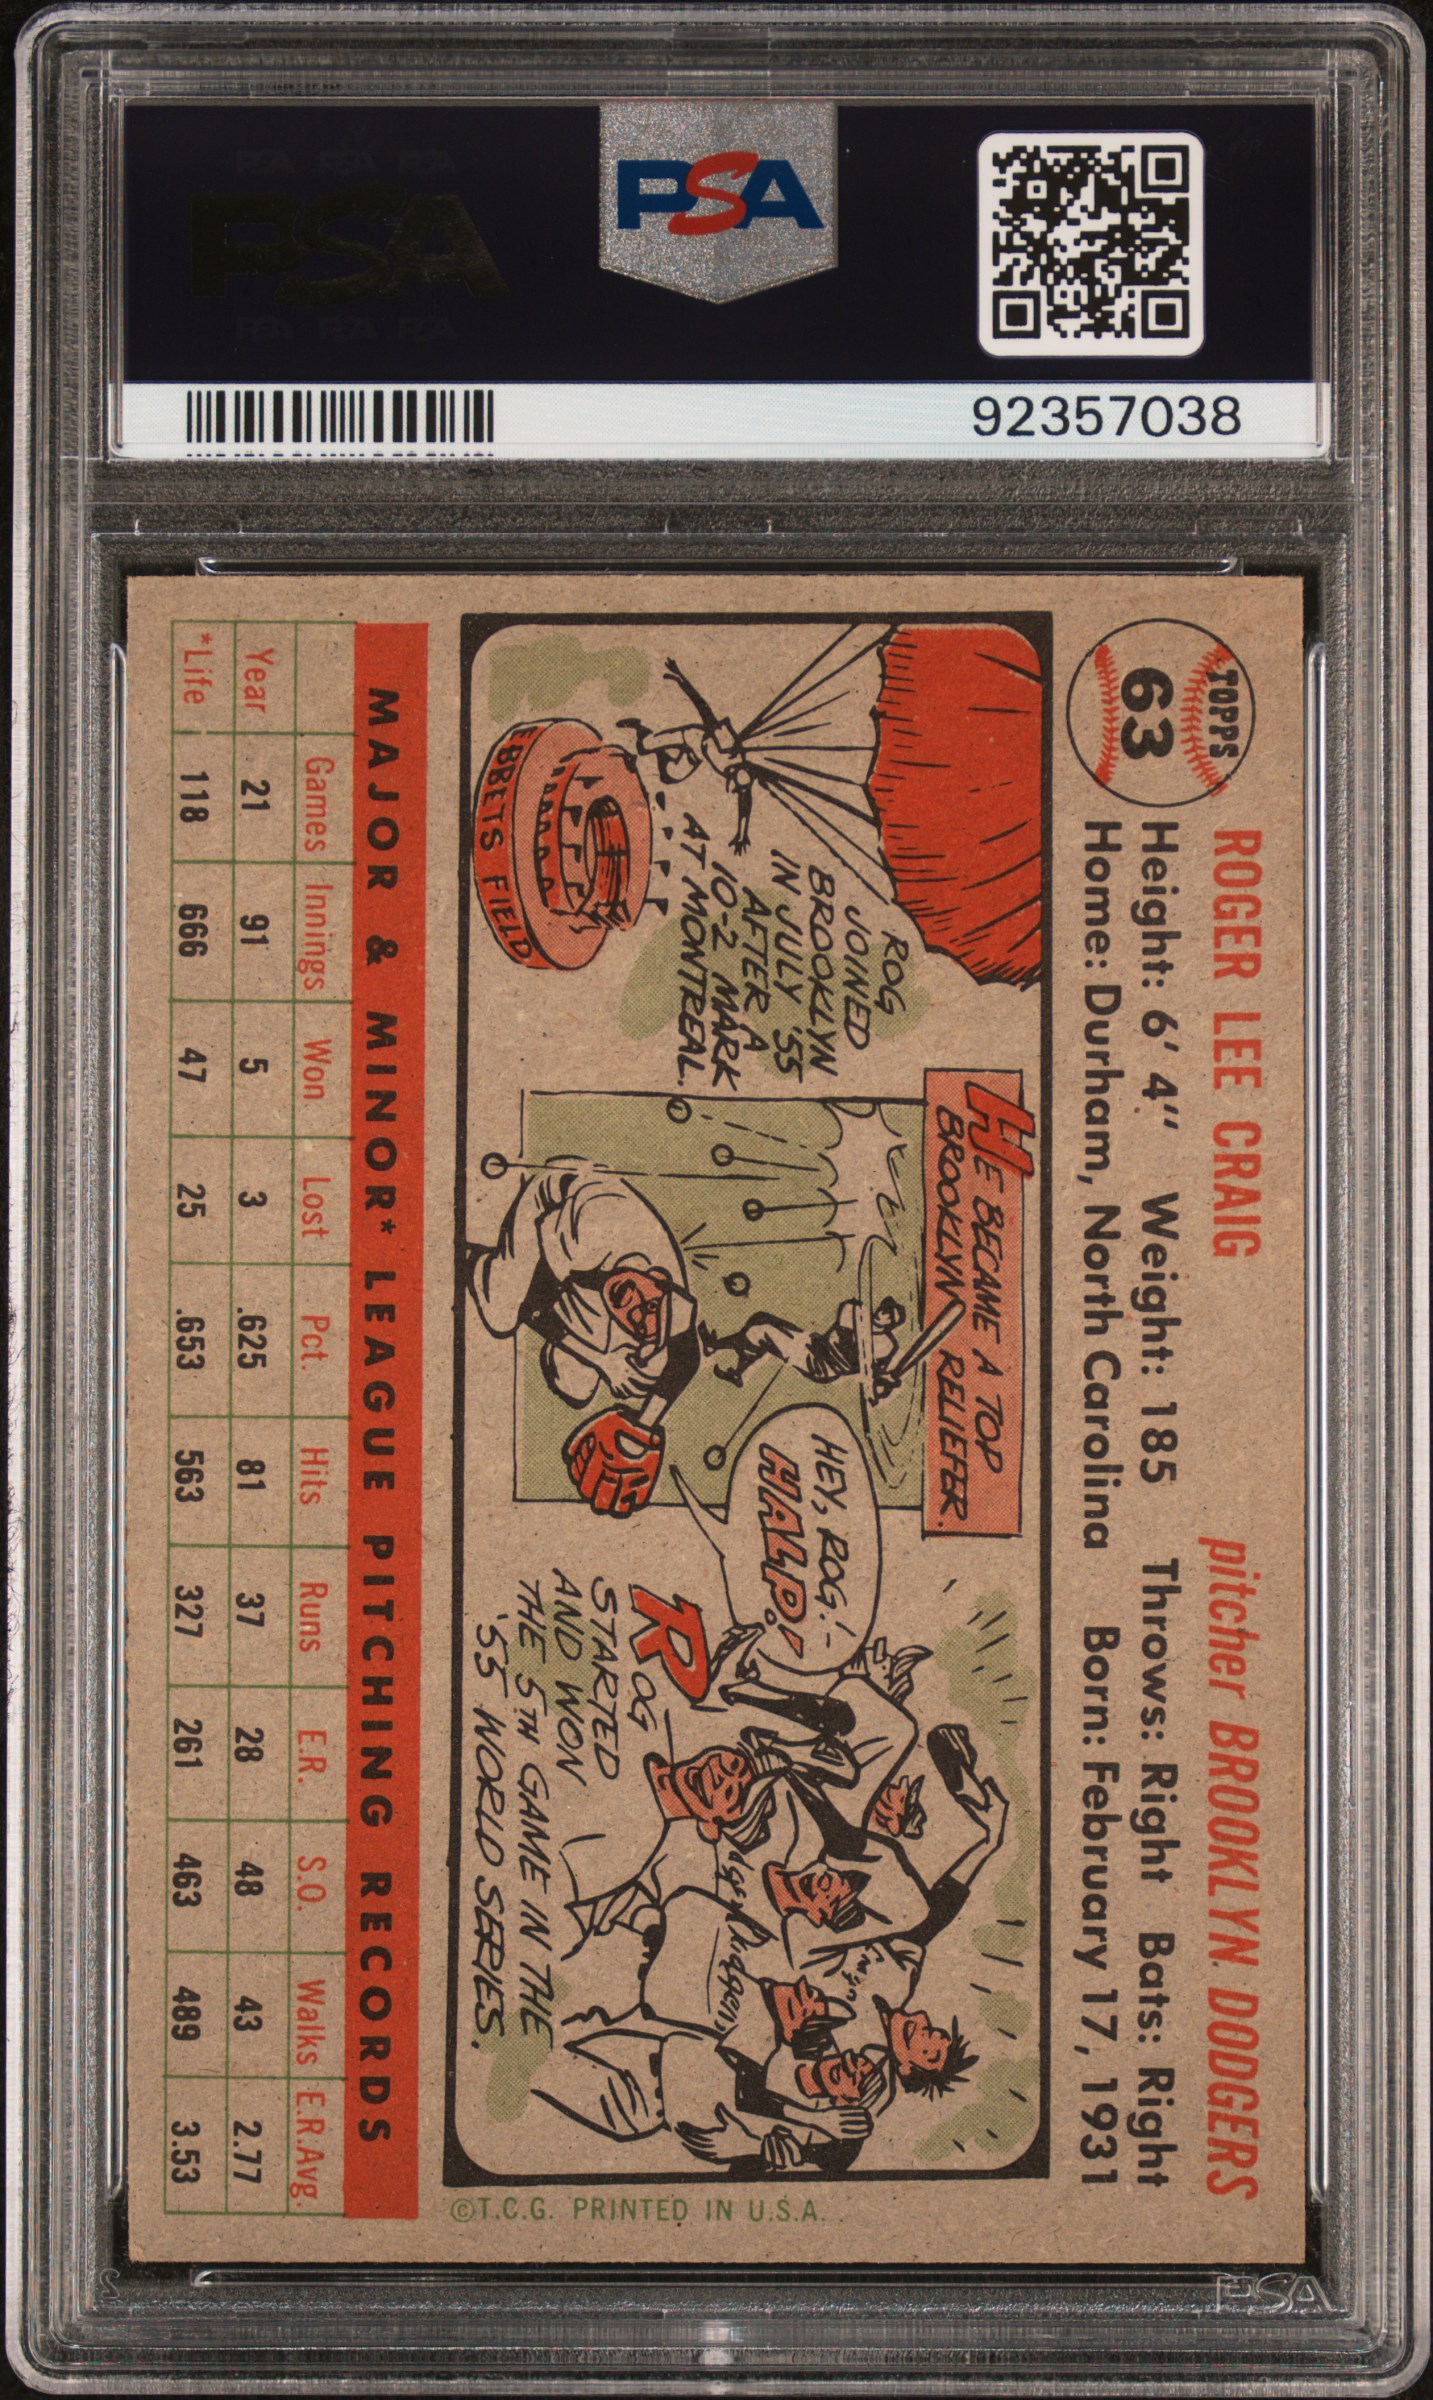 PSA
92357038
TOPPS
63
ROGER LEE CRAIG
pitcher BROOKLYN DODGERS
Height: 6' 4" Weight: 185 Throws: Right Bats: Right
Home: Durham, North Carolina Born: February 17, 1931
ROG
JOINED
BROOKLYN
IN JULY '55
AFTER A
10-2 MARK
AT MONTREAL.
EBBETS FIELD
HE BECAME A TOP
BROOKLYN RELIEFER.
HEY, ROG!-
HALP!
ROG
STARTED
AND WON
THE 5TH GAME IN THE
'55 WORLD SERIES.
©T.C.G. PRINTED IN U.S.A.
MAJOR & MINOR* LEAGUE PITCHING RECORDS
Games Innings Won Lost Pct. Hits Runs E.R. S.O. Walks E.R.Avg.
Year 21 91 5 3 .625 81 37 28 48 43 2.77
*Life 118 666 47 25 .653 563 327 261 463 489 3.53
PSA